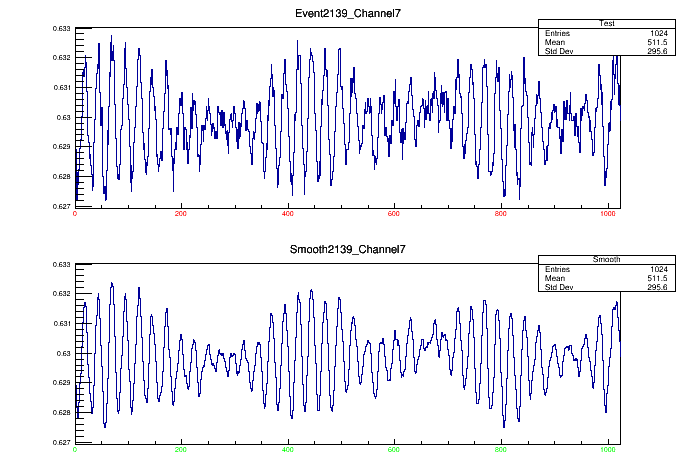 Event2139_Channel7
Test
Entries 1024
Mean 511.5
Std Dev 295.6
0.633
0.632
0.631
0.63
0.629
0.628
0.627
0 200 400 600 800 1000
Smooth2139_Channel7
Smooth
Entries 1024
Mean 511.5
Std Dev 295.6
0.633
0.632
0.631
0.63
0.629
0.628
0.627
0 200 400 600 800 1000